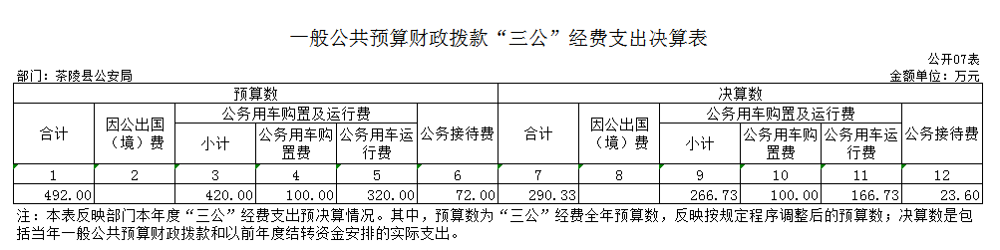 一般公共预算财政拨款“三公”经费支出决算表
公开07表
部门：茶陵县公安局 金额单位：万元
预算数 决算数
合计 因公出国（境）费 公务用车购置及运行费 公务接待费 合计 因公出国（境）费 公务用车购置及运行费 公务接待费
小计 公务用车购置费 公务用车运行费 小计 公务用车购置费 公务用车运行费
1 2 3 4 5 6 7 8 9 10 11 12
492.00 420.00 100.00 320.00 72.00 290.33 266.73 100.00 166.73 23.60
注：本表反映部门本年度“三公”经费支出预决算情况。其中，预算数为“三公”经费全年预算数，反映按规定程序调整后的预算数；决算数是包
括当年一般公共预算财政拨款和以前年度结转资金安排的实际支出。